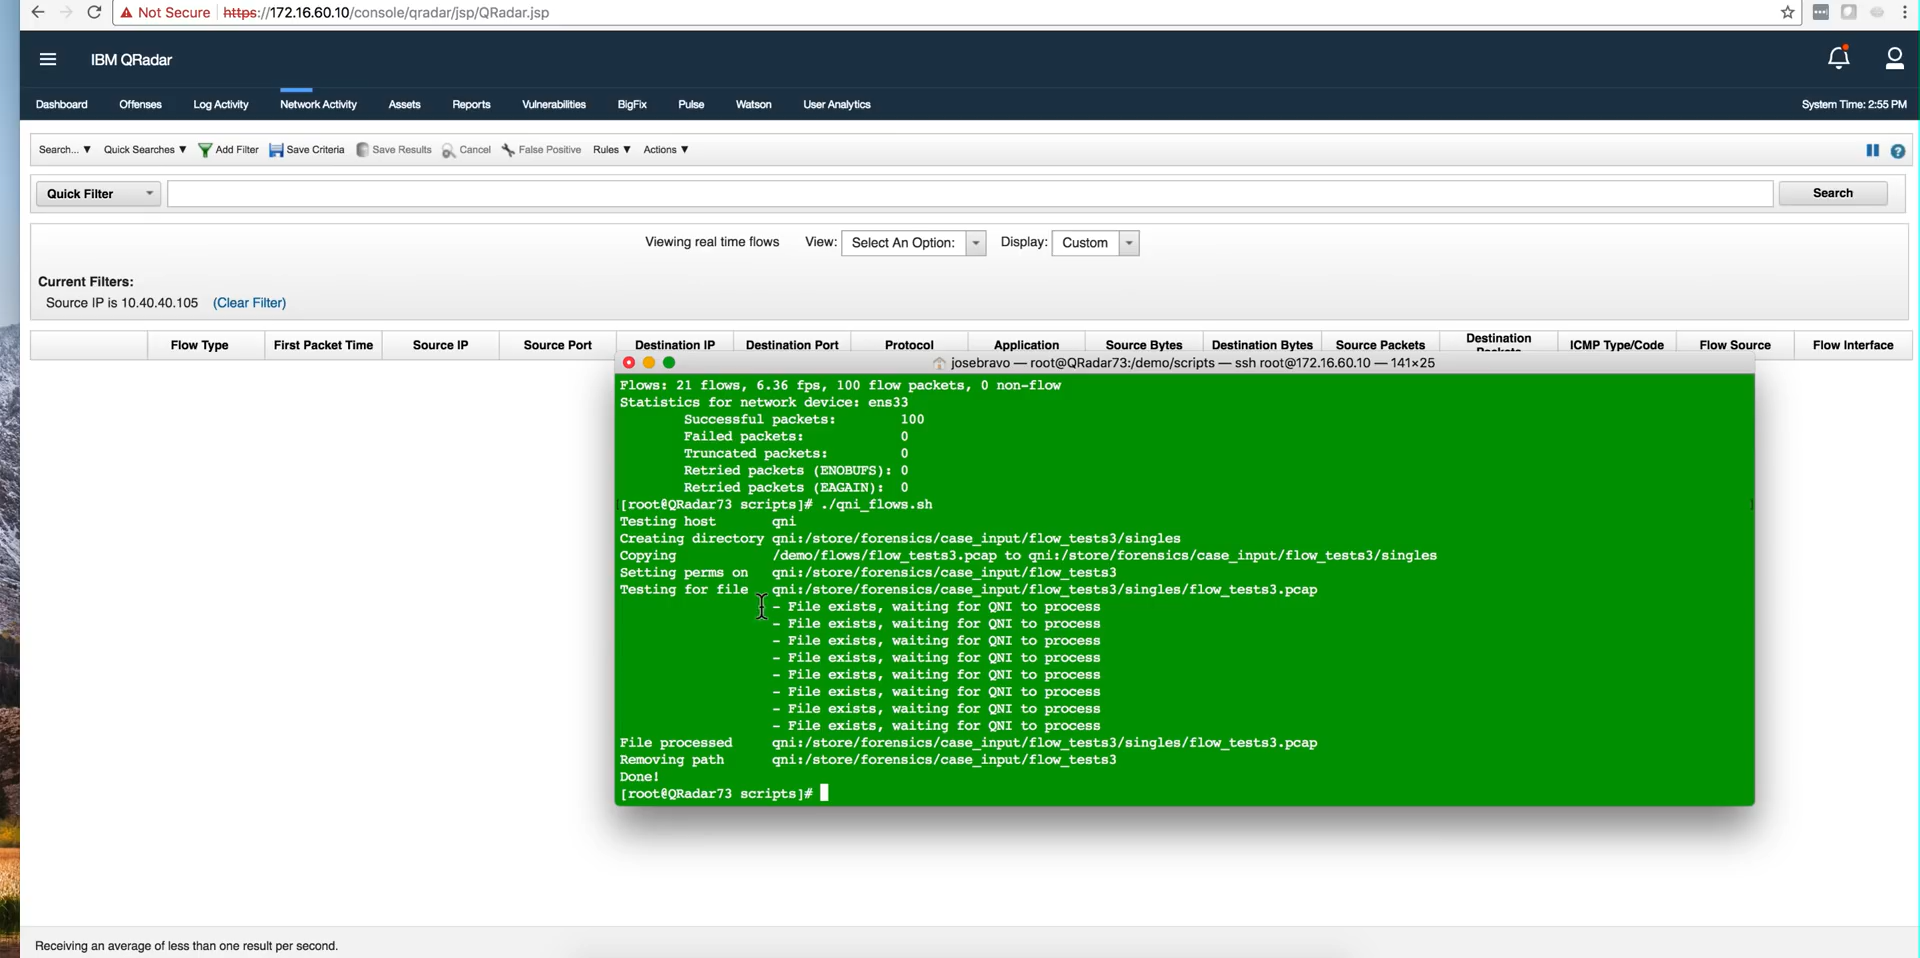 Not Secure https://172.16.60.10/console/qradar/jsp/QRadar.jsp
IBM QRadar
Dashboard Offenses Log Activity Network Activity Assets Reports Vulnerabilities BigFix Pulse Watson User Analytics System Time: 2:55 PM
Search... Quick Searches Add Filter Save Criteria Save Results Cancel False Positive Rules Actions
Quick Filter Search
Viewing real time flows View: Select An Option: Display: Custom
Current Filters:
Source IP is 10.40.40.105 (Clear Filter)
Flow Type First Packet Time Source IP Source Port Destination IP Destination Port Protocol Application Source Bytes Destination Bytes Source Packets Destination Packets ICMP Type/Code Flow Source Flow Interface
josebravo — root@QRadar73:/demo/scripts — ssh root@172.16.60.10 — 141×25
Flows: 21 flows, 6.36 fps, 100 flow packets, 0 non-flow
Statistics for network device: ens33
Successful packets: 100
Failed packets: 0
Truncated packets: 0
Retried packets (ENOBUFS): 0
Retried packets (EAGAIN): 0
[root@QRadar73 scripts]# ./qni_flows.sh
Testing host qni
Creating directory qni:/store/forensics/case_input/flow_tests3/singles
Copying /demo/flows/flow_tests3.pcap to qni:/store/forensics/case_input/flow_tests3/singles
Setting perms on qni:/store/forensics/case_input/flow_tests3
Testing for file qni:/store/forensics/case_input/flow_tests3/singles/flow_tests3.pcap
- File exists, waiting for QNI to process
- File exists, waiting for QNI to process
- File exists, waiting for QNI to process
- File exists, waiting for QNI to process
- File exists, waiting for QNI to process
- File exists, waiting for QNI to process
- File exists, waiting for QNI to process
- File exists, waiting for QNI to process
File processed qni:/store/forensics/case_input/flow_tests3/singles/flow_tests3.pcap
Removing path qni:/store/forensics/case_input/flow_tests3
Done!
[root@QRadar73 scripts]#
Receiving an average of less than one result per second.